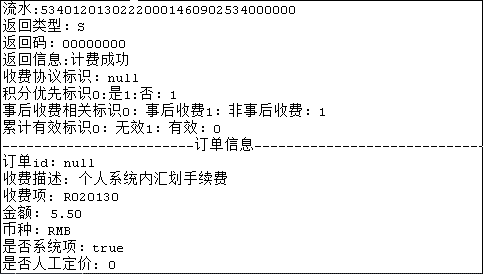 流水:53401201302220001460902534000000
返回类型: S
返回码: 00000000
返回信息:计费成功
收费协议标识: null
积分优先标识0:是1:否: 1
事后收费相关标识0: 事后收费1: 非事后收费: 1
累计有效标识0: 无效1: 有效: 0
-----------------------订单信息---------------------------
订单id: null
收费描述: 个人系统内汇划手续费
收费项: R020130
金额: 5.50
币种: RMB
是否系统项: true
是否人工定价: 0